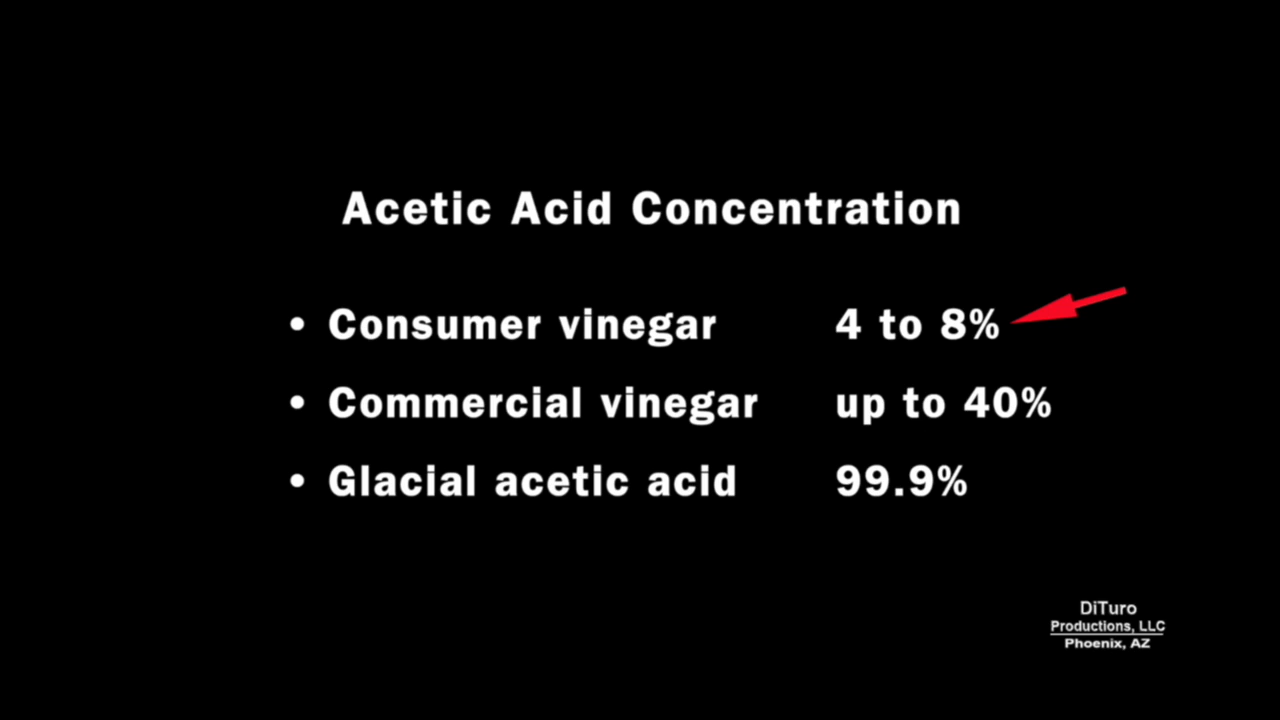 Acetic Acid Concentration
• Consumer vinegar 4 to 8%
• Commercial vinegar up to 40%
• Glacial acetic acid 99.9%
DiTuro
Productions, LLC
Phoenix, AZ